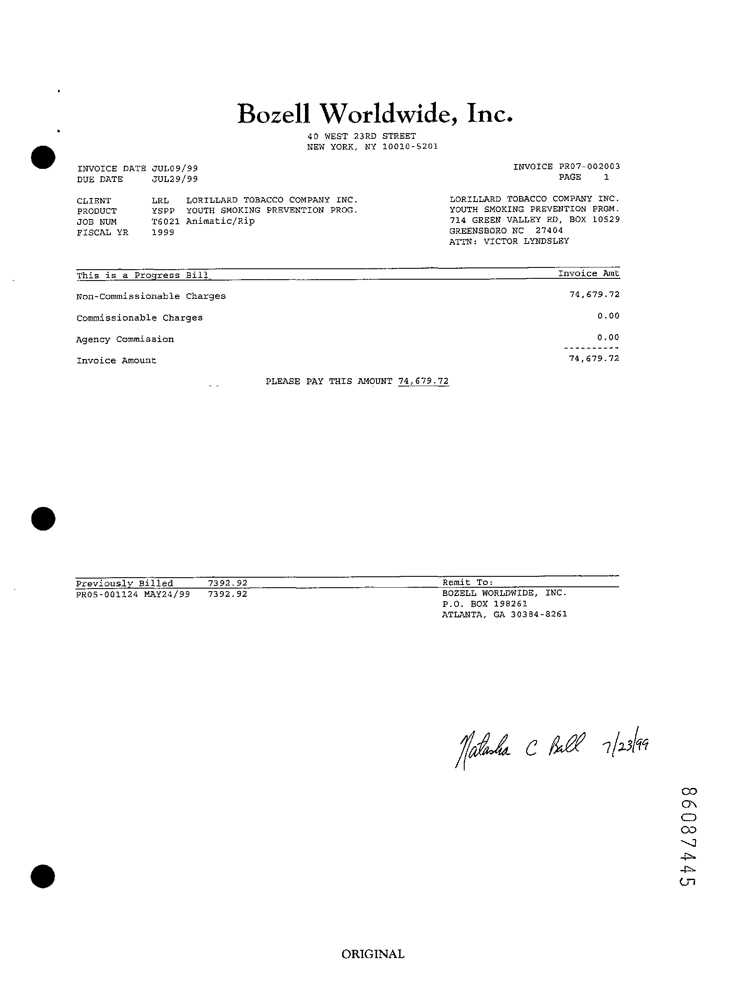 Bozell Worldwide, Inc.
40 WEST 23RD STREET
NEW YORK, NY 10010-5201
INVOICE DATE JUL09/99
DUE DATE JUL29/99
INVOICE PR07-002003
PAGE 1
CLIENT LRL LORILLARD TOBACCO COMPANY INC.
PRODUCT YSPP YOUTH SMOKING PREVENTION PROG.
JOB NUM T6021 Animatic/Rip
FISCAL YR 1999
LORILLARD TOBACCO COMPANY INC.
YOUTH SMOKING PREVENTION PRGM.
714 GREEN VALLEY RD, BOX 10529
GREENSBORO NC 27404
ATTN: VICTOR LYNDSLEY
This is a Progress Bill Invoice Amt
Non-Commissionable Charges 74,679.72
Commissionable Charges 0.00
Agency Commission 0.00
----------
Invoice Amount 74,679.72
PLEASE PAY THIS AMOUNT 74,679.72
Previously Billed 7392.92
PR05-001124 MAY24/99 7392.92
Remit To:
BOZELL WORLDWIDE, INC.
P.O. BOX 198261
ATLANTA, GA 30384-8261
Natasha C Ball 7/23/99
86087445
ORIGINAL